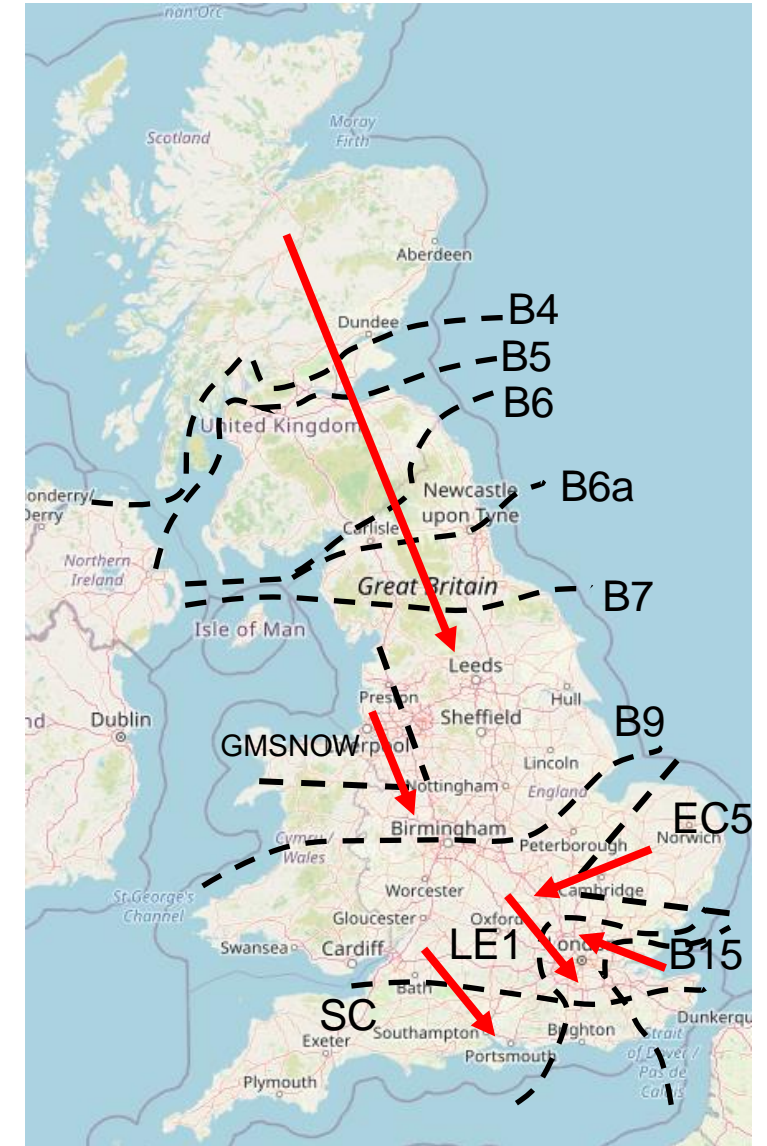 nan Orc
Moray
Firth
Scotland
Aberdeen
B4
Dundee
B5
B6
United Kingdom
B6a
onderry/
Derry
Newcastle
upon Tyne
Carlisle
Northern
Ireland
Great Britain
B7
Isle of Man
Leeds
Preston
Hull
nd
Dublin
Sheffield
B9
GMSNOW
Liverpool
Lincoln
Nottingham
England
EC5
Birmingham
Norwich
Cymru /
Wales
Peterborough
St George's
Channel
Worcester
Cambridge
Gloucester
Oxford
Swansea
Cardiff
LE1
London
B15
Bath
SC
Dunkerqu
Exeter
Southampton
Brighton
Strait
of Dover /
Pas de
Calais
Portsmouth
Plymouth